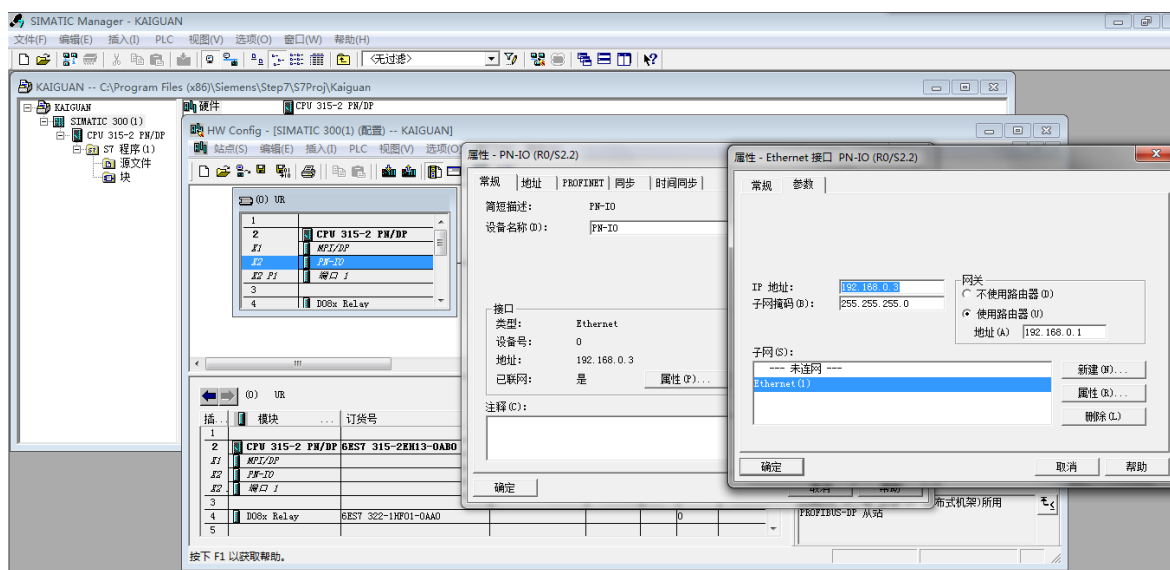 SIMATIC Manager - KAIGUAN
文件(F) 编辑(E) 插入(I) PLC 视图(V) 选项(O) 窗口(W) 帮助(H)
<无过滤>
KAIGUAN -- C:\Program Files (x86)\Siemens\Step7\S7Proj\Kaiguan
KAIGUAN
SIMATIC 300(1)
CPU 315-2 PN/DP
S7 程序(1)
源文件
块
硬件 CPU 315-2 PN/DP
HW Config - [SIMATIC 300(1) (配置) -- KAIGUAN]
站点(S) 编辑(E) 插入(I) PLC 视图(V) 选项(O)
(0) UR
1
2 CPU 315-2 PN/DP
X1 MPI/DP
X2 PN-IO
X2 P1 端口 1
3
4 DO8x Relay
(0) UR
插... 模块 ... 订货号
1
2 CPU 315-2 PN/DP 6ES7 315-2EH13-0AB0
X1 MPI/DP
X2 PN-IO
X2 端口 1
3
4 DO8x Relay 6ES7 322-1HF01-0AA0 0
5
按下 F1 以获取帮助。
属性 - PN-IO (R0/S2.2)
常规 地址 PROFINET 同步 时间同步
简短描述: PN-IO
设备名称(D): PN-IO
接口
类型: Ethernet
设备号: 0
地址: 192.168.0.3
已联网: 是 属性(P)...
注释(C):
确定 取消 帮助
布式机架)所用
PROFIBUS-DP 从站
属性 - Ethernet 接口 PN-IO (R0/S2.2)
常规 参数
IP 地址: 192.168.0.3
子网掩码(B): 255.255.255.0
网关
不使用路由器(D)
使用路由器(U)
地址(A) 192.168.0.1
子网(S):
--- 未连网 ---
Ethernet(1)
新建(N)...
属性(R)...
删除(L)
确定 取消 帮助